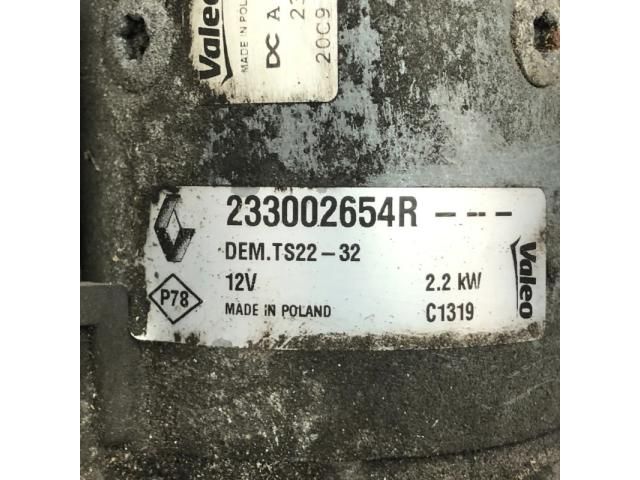 Valeo
MADE IN POL
DC A
20C9
233002654R - - -
DEM.TS22-32
12V 2.2 kW
P78
MADE IN POLAND C1319
Valeo